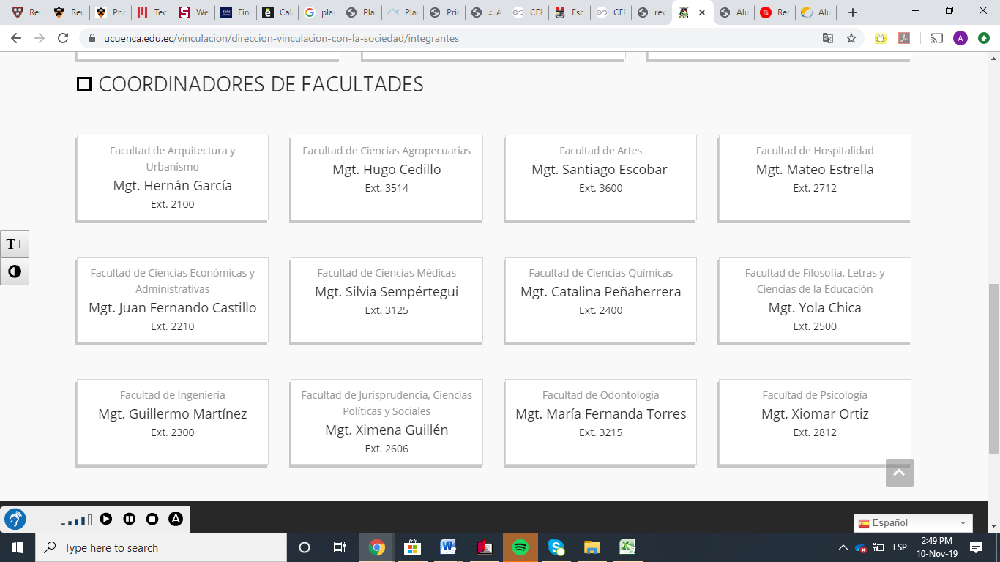 Reu
Reu
Prin
Tec
We
Fin
Cal
pla
Pla
Pla
Pric
.:. A
CEF
Esc
CEF
rev
Alu
Rec
Alu
ucuenca.edu.ec/vinculacion/direccion-vinculacion-con-la-sociedad/integrantes
A
COORDINADORES DE FACULTADES
Facultad de Arquitectura y
Urbanismo
Mgt. Hernán García
Ext. 2100
Facultad de Ciencias Agropecuarias
Mgt. Hugo Cedillo
Ext. 3514
Facultad de Artes
Mgt. Santiago Escobar
Ext. 3600
Facultad de Hospitalidad
Mgt. Mateo Estrella
Ext. 2712
T+
Facultad de Ciencias Económicas y
Administrativas
Mgt. Juan Fernando Castillo
Ext. 2210
Facultad de Ciencias Médicas
Mgt. Silvia Sempértegui
Ext. 3125
Facultad de Ciencias Químicas
Mgt. Catalina Peñaherrera
Ext. 2400
Facultad de Filosofía, Letras y
Ciencias de la Educación
Mgt. Yola Chica
Ext. 2500
Facultad de Ingeniería
Mgt. Guillermo Martínez
Ext. 2300
Facultad de Jurisprudencia, Ciencias
Políticas y Sociales
Mgt. Ximena Guillén
Ext. 2606
Facultad de Odontología
Mgt. María Fernanda Torres
Ext. 3215
Facultad de Psicología
Mgt. Xiomar Ortiz
Ext. 2812
A
Español
Type here to search
ESP
2:49 PM
10-Nov-19